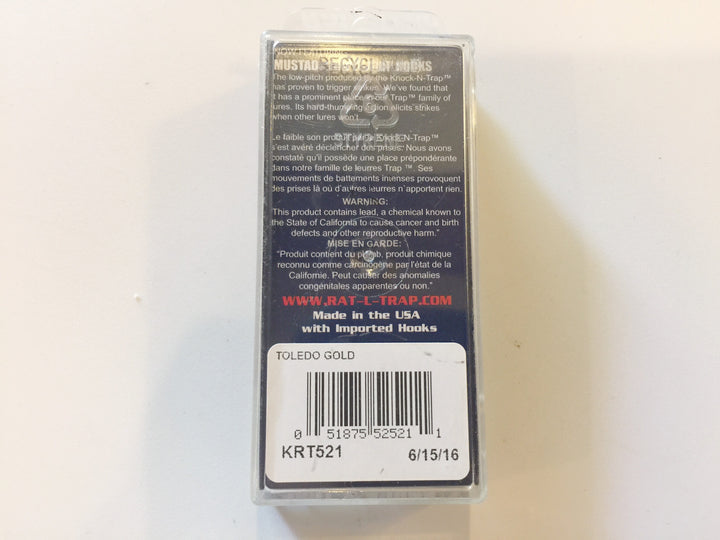 NOW FEATURING
MUSTAD HOOKS
The low-pitch produced by the Knock-N-Trap™
has proven to trigger strikes. We've found that
it has a prominent place in our Trap™ family of
lures. Its hard-thumping action elicits strikes
when other lures won't.
Le faible son produit par le Knock-N-Trap™
s'est avéré déclencher des prises. Nous avons
constaté qu'il possède une place prépondérante
dans notre famille de leurres Trap ™. Ses
mouvements de battements intenses provoquent
des prises là où d'autres leurres n'apportent rien.
WARNING:
"This product contains lead, a chemical known to
the State of California to cause cancer and birth
defects and other reproductive harm."
MISE EN GARDE:
"Produit contient du plomb, produit chimique
reconnu comme carcinogène par l'état de la
Californie. Peut causer des anomalies
congénitales apparentes ou non."
WWW.RAT-L-TRAP.COM
Made in the USA
with Imported Hooks
TOLEDO GOLD
0 51875 52521 1
KRT521 6/15/16